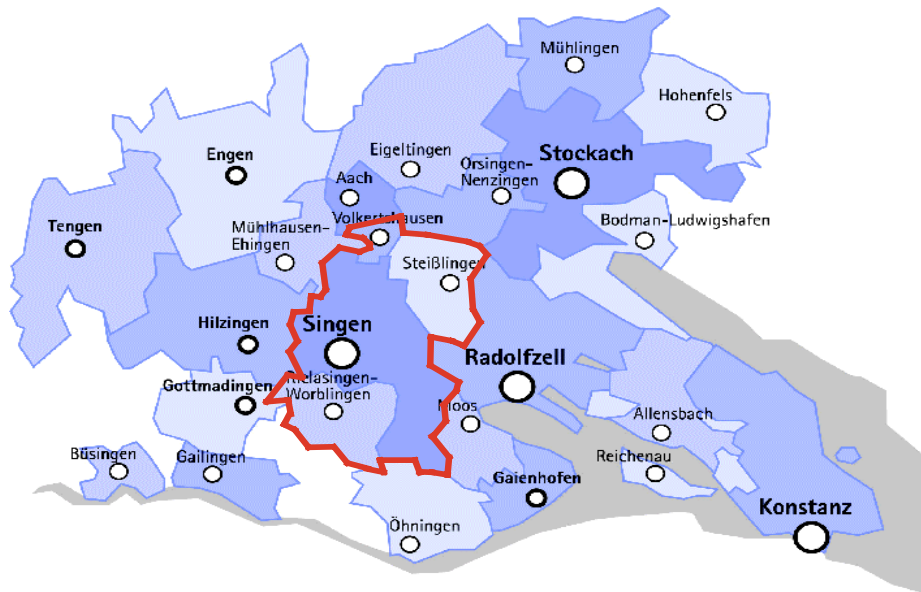 Mühlingen
Hohenfels
Engen
Eigeltingen
Orsingen-
Nenzingen
Stockach
Aach
Tengen
Mühlhausen-
Ehingen
Volkertshausen
Bodman-Ludwigshafen
Steißlingen
Hilzingen
Singen
Radolfzell
Gottmadingen
Rielasingen-
Worblingen
Moos
Allensbach
Büsingen
Gailingen
Reichenau
Gaienhofen
Konstanz
Öhningen